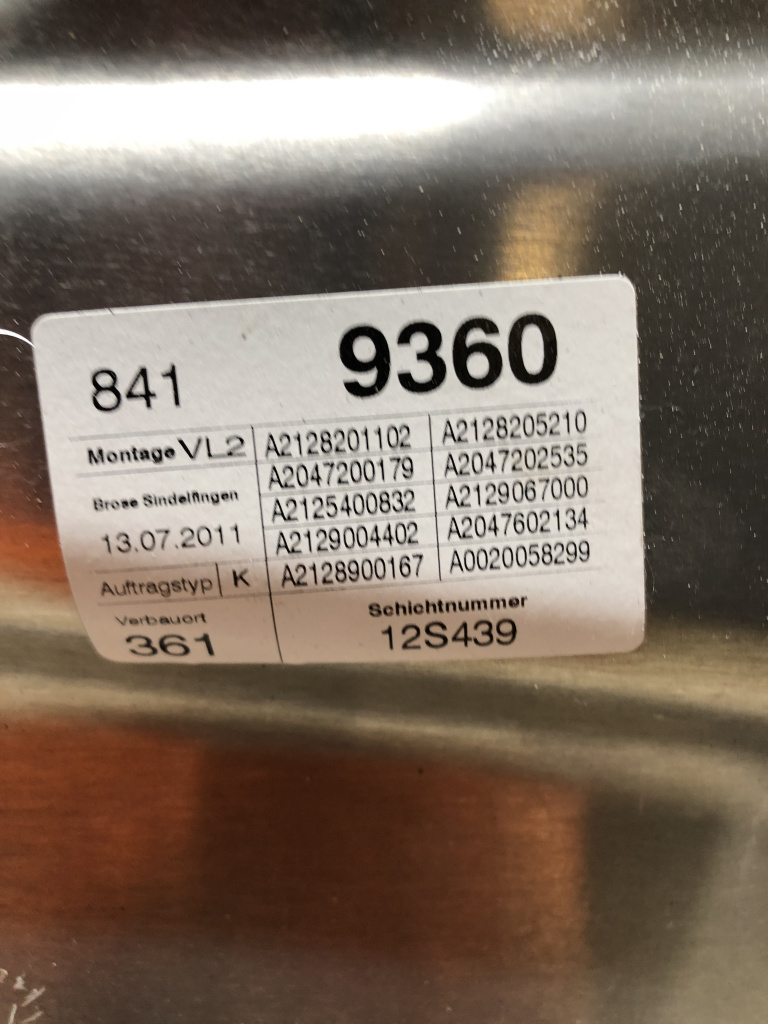 841 9360
Montage VL2
A2128201102 A2128205210
A2047200179 A2047202535
Brose Sindelfingen
A2125400832 A2129067000
13.07.2011
A2129004402 A2047602134
Auftragstyp K
A2128900167 A0020058299
Verbauort
361
Schichtnummer
12S439